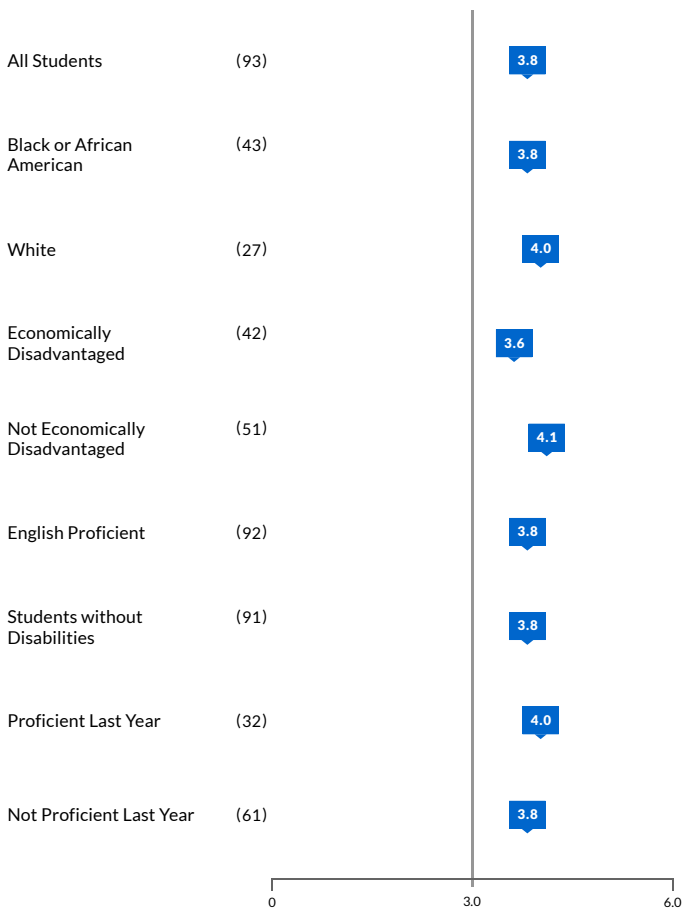 All Students (93) 3.8
Black or African (43) 3.8
American
White (27) 4.0
Economically (42) 3.6
Disadvantaged
Not Economically (51) 4.1
Disadvantaged
English Proficient (92) 3.8
Students without (91) 3.8
Disabilities
Proficient Last Year (32) 4.0
Not Proficient Last Year (61) 3.8
0 3.0 6.0